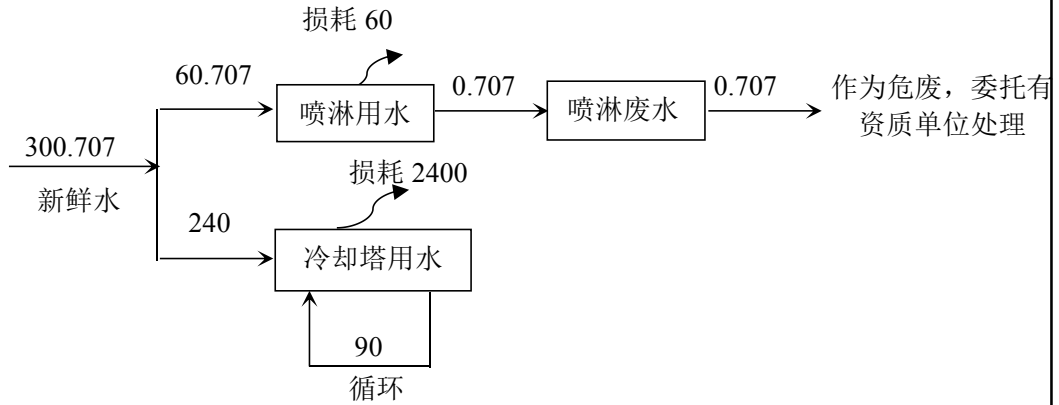 损耗 60
60.707
喷淋用水
0.707
喷淋废水
0.707
作为危废，委托有
资质单位处理
300.707
新鲜水
损耗 2400
240
冷却塔用水
90
循环